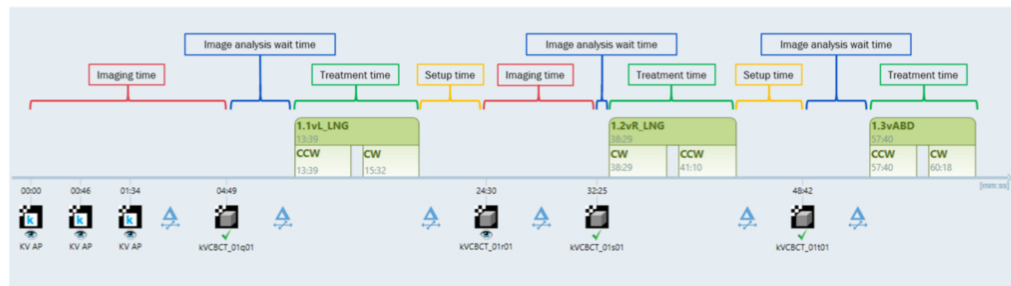 Image analysis wait time
Image analysis wait time
Image analysis wait time
Imaging time
Treatment time
Setup time
Imaging time
Treatment time
Setup time
Treatment time
1.1vL_LNG
13:39
CCW
13:39
CW
15:32
1.2vR_LNG
38:29
CW
38:29
CCW
41:10
1.3vABD
57:40
CCW
57:40
CW
60:18
[mm:ss]
00:00
00:46
01:34
04:49
24:30
32:25
48:42
k
k
k
KV AP
KV AP
KV AP
kVCBCT_01q01
kVCBCT_01r01
kVCBCT_01s01
kVCBCT_01t01